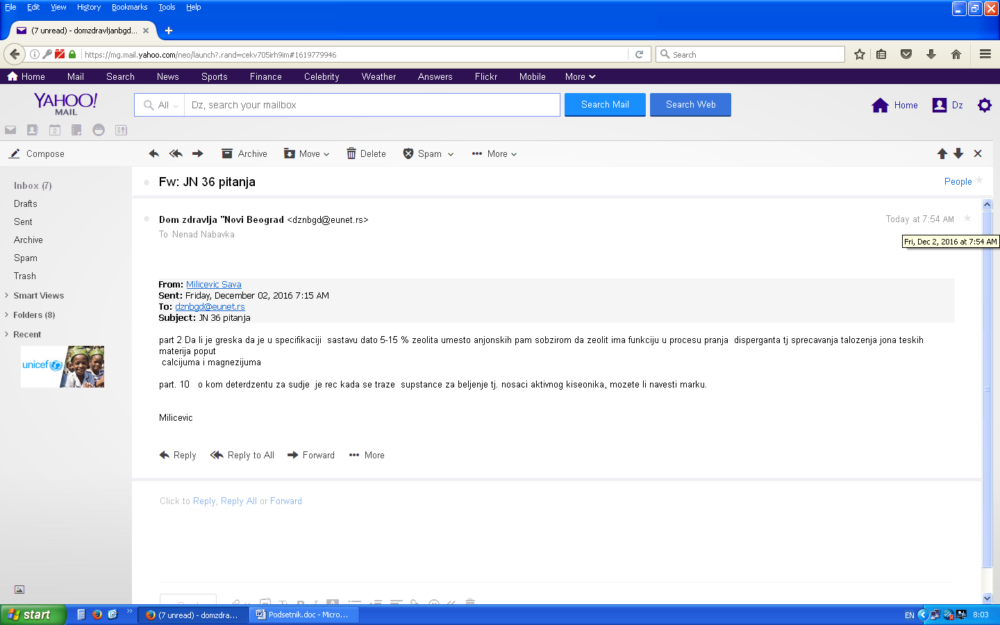 File Edit View History Bookmarks Tools Help
(7 unread) - domzdravljanbgd...
https://mg.mail.yahoo.com/neo/launch?.rand=cekv705irh9im#1619779946
Search
Home Mail Search News Sports Finance Celebrity Weather Answers Flickr Mobile More
YAHOO!
MAIL
All Dz, search your mailbox Search Mail Search Web Home Dz
2
Compose Archive Move Delete Spam More
Inbox (7)
Drafts
Sent
Archive
Spam
Trash
Smart Views
Folders (8)
Recent
unicef
Fw: JN 36 pitanja People
Dom zdravlja "Novi Beograd <dznbgd@eunet.rs> Today at 7:54 AM
To Nenad Nabavka
Fri, Dec 2, 2016 at 7:54 AM
From: Milicevic Sava
Sent: Friday, December 02, 2016 7:15 AM
To: dznbgd@eunet.rs
Subject: JN 36 pitanja
part 2 Da li je greska da je u specifikaciji sastavu dato 5-15 % zeolita umesto anjonskih pam sobzirom da zeolit ima funkciju u procesu pranja disperganta tj sprecavanja talozenja jona teskih
materija poput
calcijuma i magnezijuma
part. 10 o kom deterdzentu za sudje je rec kada se traze supstance za beljenje tj. nosaci aktivnog kiseonika, mozete li navesti marku.
Milicevic
Reply Reply to All Forward More
Click to Reply, Reply All or Forward
start (7 unread) - domzdra... Podsetnik.doc - Micro... EN 8:03